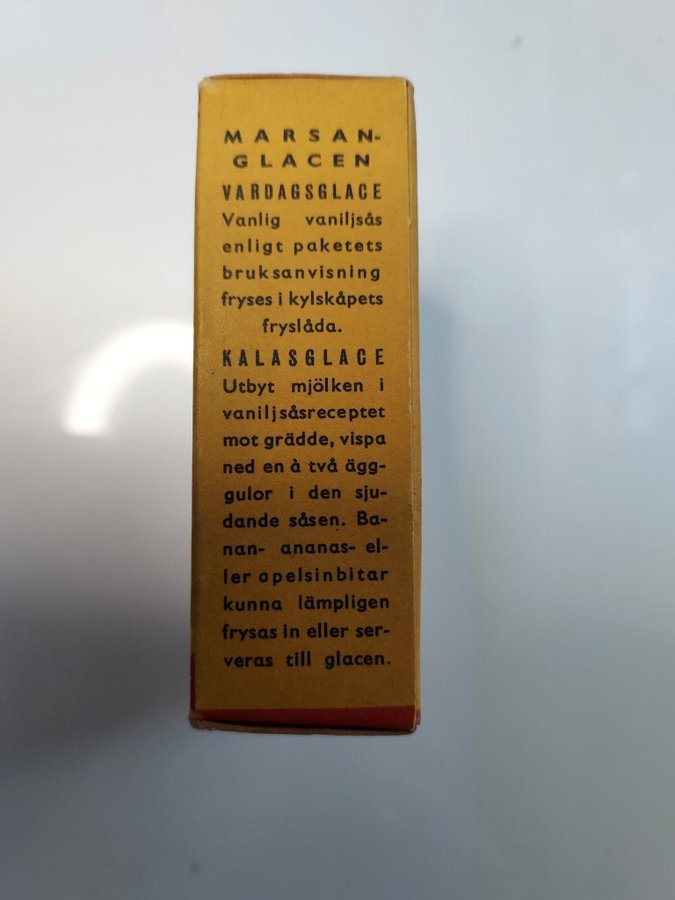 MARSAN-
GLACEN
VARDAGSGLACE
Vanlig vaniljsås
enligt paketets
bruksanvisning
fryses i kylskåpets
fryslåda.
KALASGLACE
Utbyt mjölken i
vaniljsåsreceptet
mot grädde, vispa
ned en à två ägg-
gulor i den sju-
dande såsen. Ba-
nan- ananas- el-
ler apelsinbitar
kunna lämpligen
frysas in eller ser-
veras till glacen.